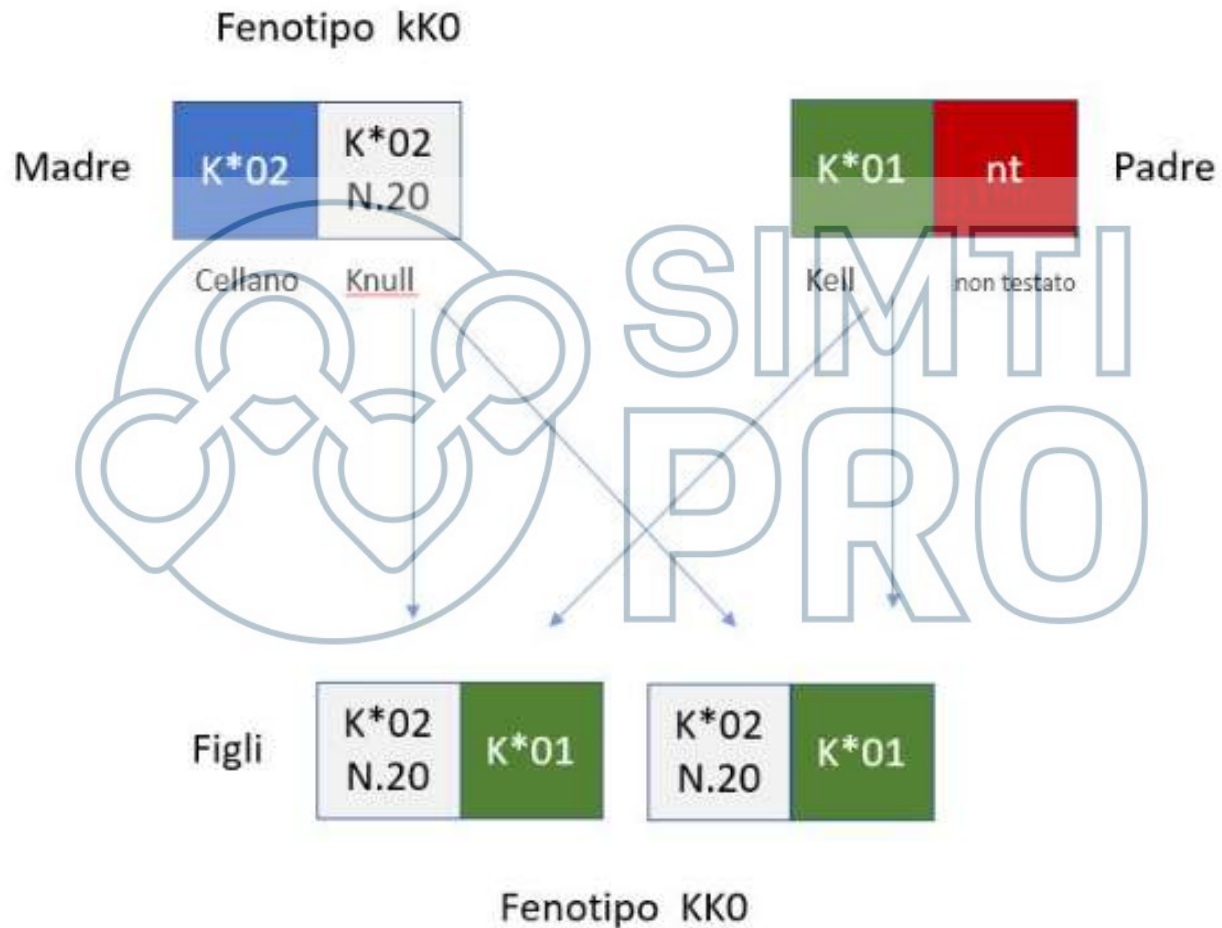 Fenotipo kK0
Madre
K*02
K*02
N.20
K*01
nt
Padre
Cellano
Knull
Kell
non testato
SIMTI
PRO
Figli
K*02
N.20
K*01
K*02
N.20
K*01
Fenotipo KK0